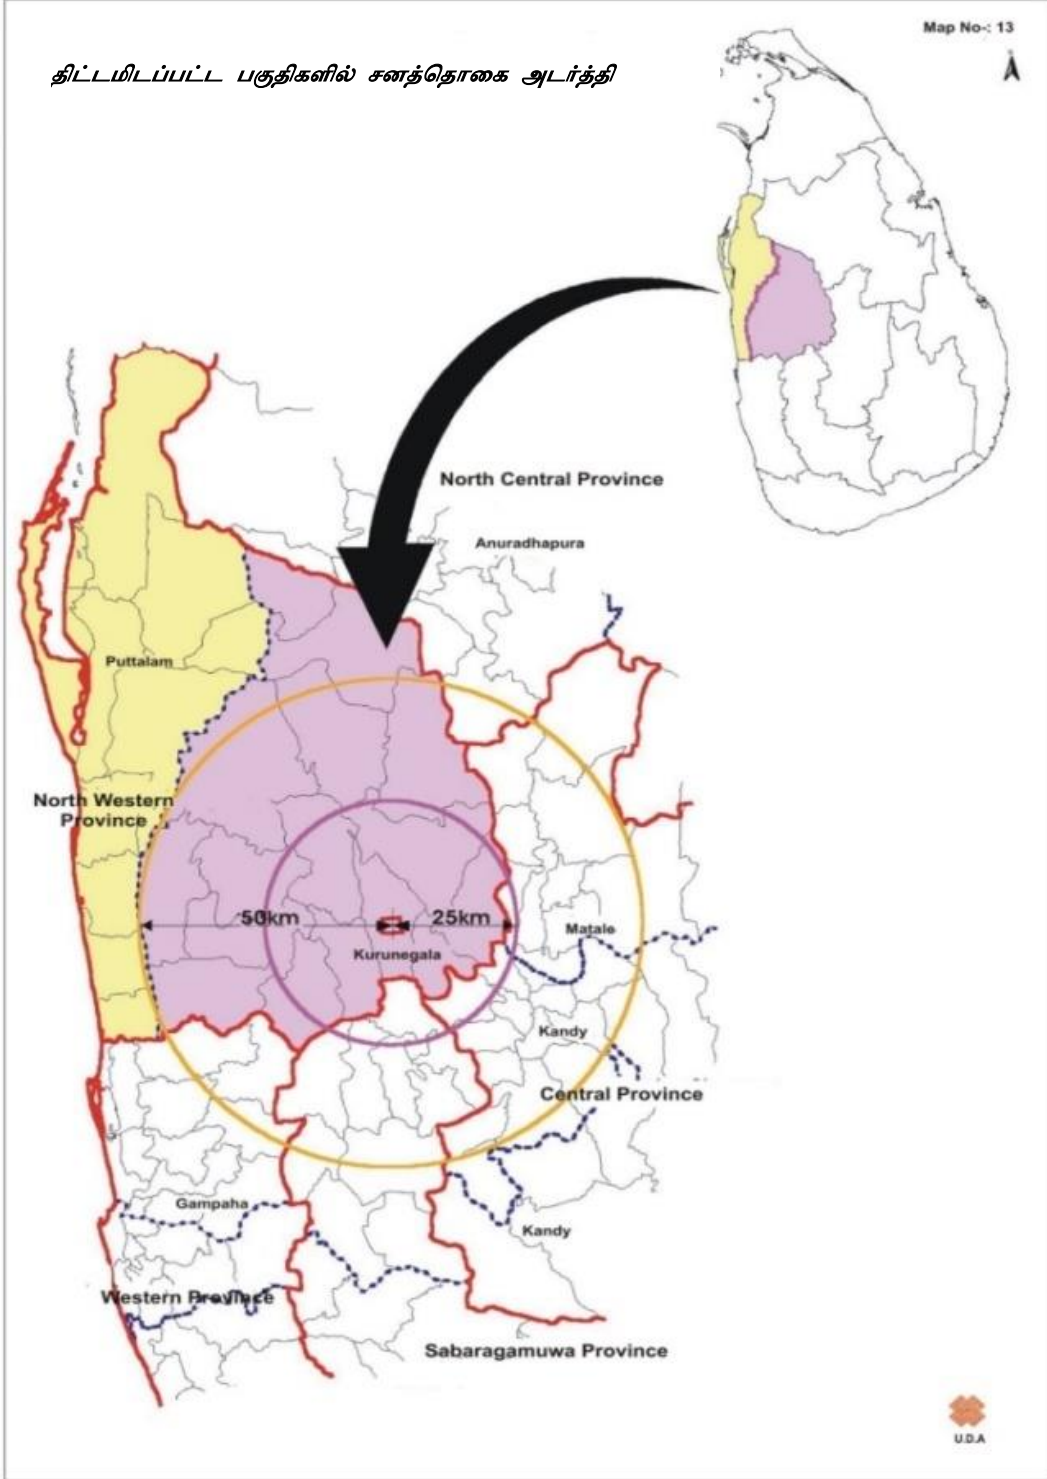 Map No-: 13
திட்டமிடப்பட்ட பகுதிகளில் சனத்தொகை அடர்த்தி
North Central Province
Anuradhapura
Puttalam
North Western
Province
50km
25km
Matale
Kurunegala
Kandy
Central Province
Gampaha
Kandy
Western Province
Sabaragamuwa Province
U.D.A